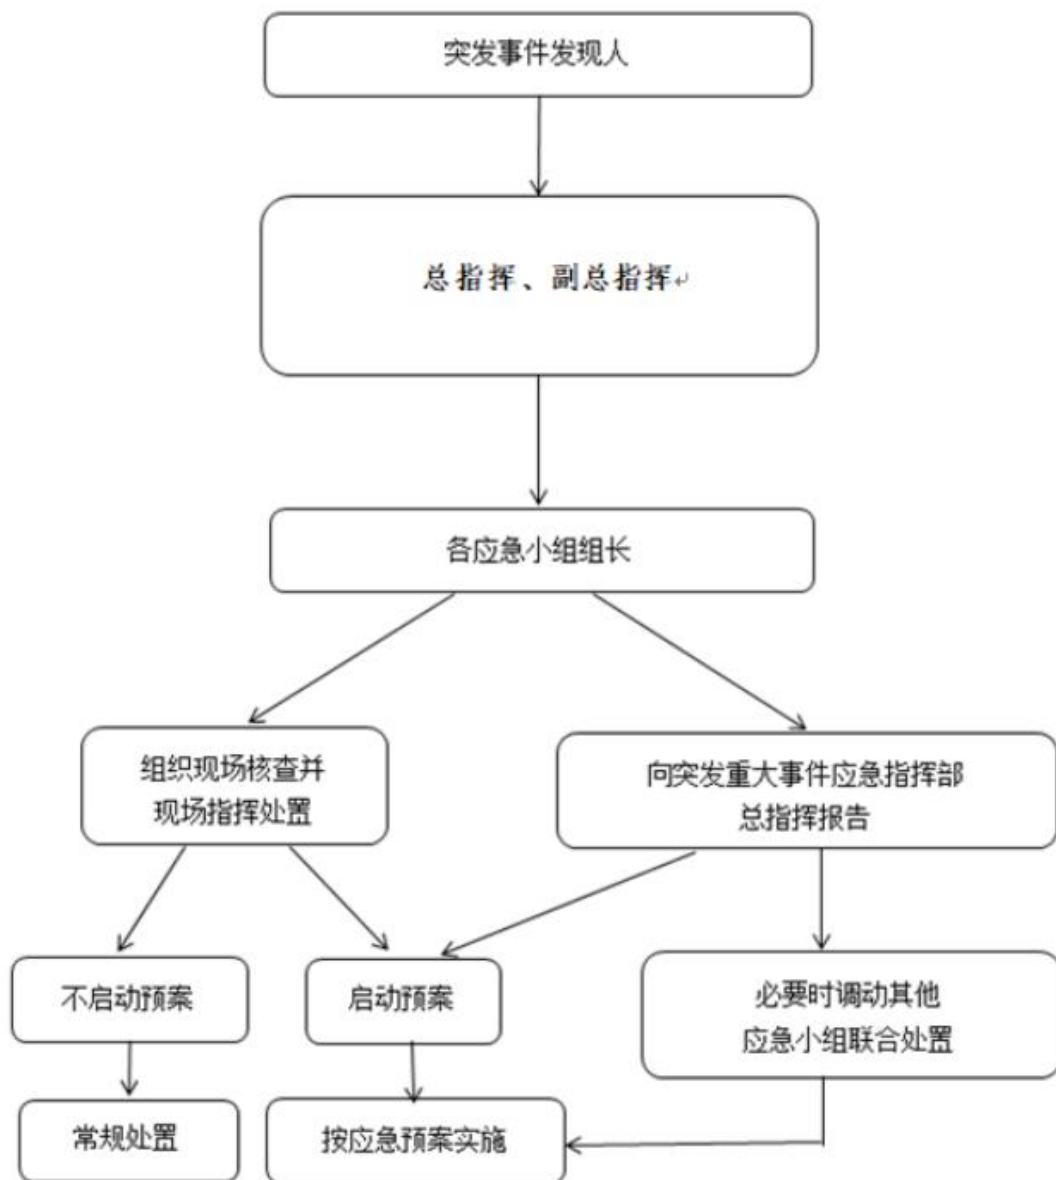 突发事件发现人
总指挥、副总指挥↵
各应急小组组长
组织现场核查并
现场指挥处置
向突发重大事件应急指挥部
总指挥报告
不启动预案
启动预案
必要时调动其他
应急小组联合处置
常规处置
按应急预案实施